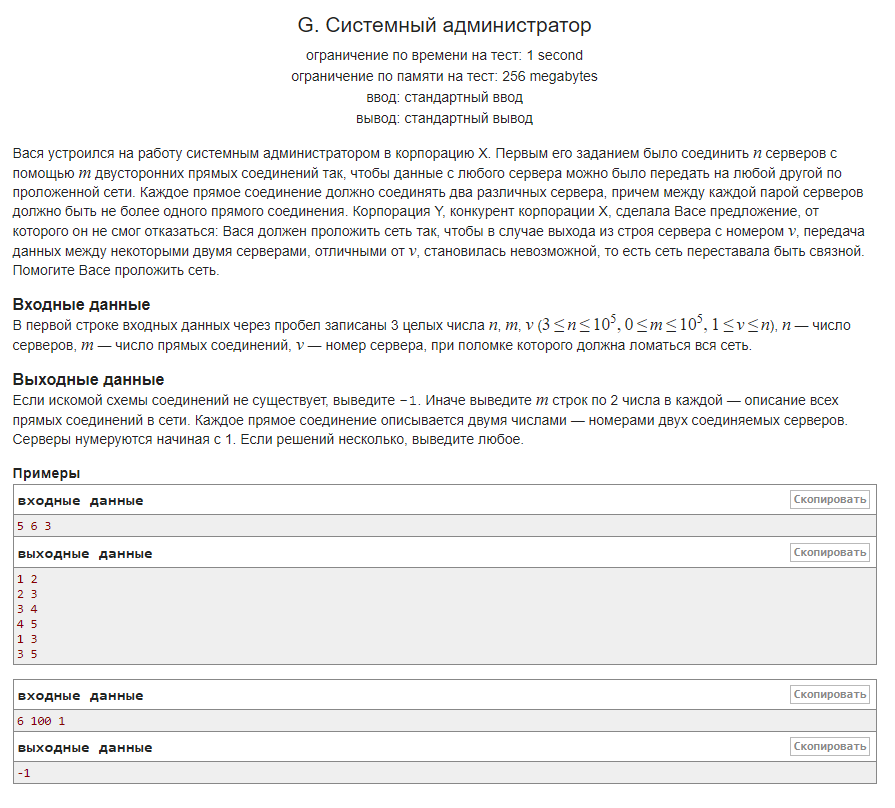 G. Системный администратор
ограничение по времени на тест: 1 second
ограничение по памяти на тест: 256 megabytes
ввод: стандартный ввод
вывод: стандартный вывод
Вася устроился на работу системным администратором в корпорацию X. Первым его заданием было соединить n серверов с
помощью m двусторонних прямых соединений так, чтобы данные с любого сервера можно было передать на любой другой по
проложенной сети. Каждое прямое соединение должно соединять два различных сервера, причем между каждой парой серверов
должно быть не более одного прямого соединения. Корпорация Y, конкурент корпорации X, сделала Васе предложение, от
которого он не смог отказаться: Вася должен проложить сеть так, чтобы в случае выхода из строя сервера с номером v, передача
данных между некоторыми двумя серверами, отличными от v, становилась невозможной, то есть сеть переставала быть связной.
Помогите Васе проложить сеть.
Входные данные
В первой строке входных данных через пробел записаны 3 целых числа n, m, v (3 ≤ n ≤ 10^5, 0 ≤ m ≤ 10^5, 1 ≤ v ≤ n), n — число
серверов, m — число прямых соединений, v — номер сервера, при поломке которого должна ломаться вся сеть.
Выходные данные
Если искомой схемы соединений не существует, выведите -1. Иначе выведите m строк по 2 числа в каждой — описание всех
прямых соединений в сети. Каждое прямое соединение описывается двумя числами — номерами двух соединяемых серверов.
Серверы нумеруются начиная с 1. Если решений несколько, выведите любое.
Примеры
входные данные Скопировать
5 6 3
выходные данные Скопировать
1 2
2 3
3 4
4 5
1 3
3 5
входные данные Скопировать
6 100 1
выходные данные Скопировать
-1